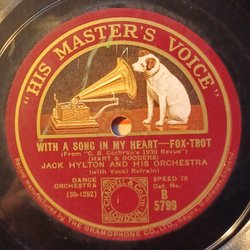 "HIS MASTER'S VOICE"
WITH A SONG IN MY HEART—FOX-TROT
(From "C. B. Cochran's 1930 Revue")
(HART & RODGERS)
JACK HYLTON AND HIS ORCHESTRA
(with Vocal Refrain)
DANCE
ORCHESTRA
(30-1252)
CHAPPELL & CO LTD
LONDON
SPEED 78
Cat. No.
B
5799
THE GRAMOPHONE CO. LTD.